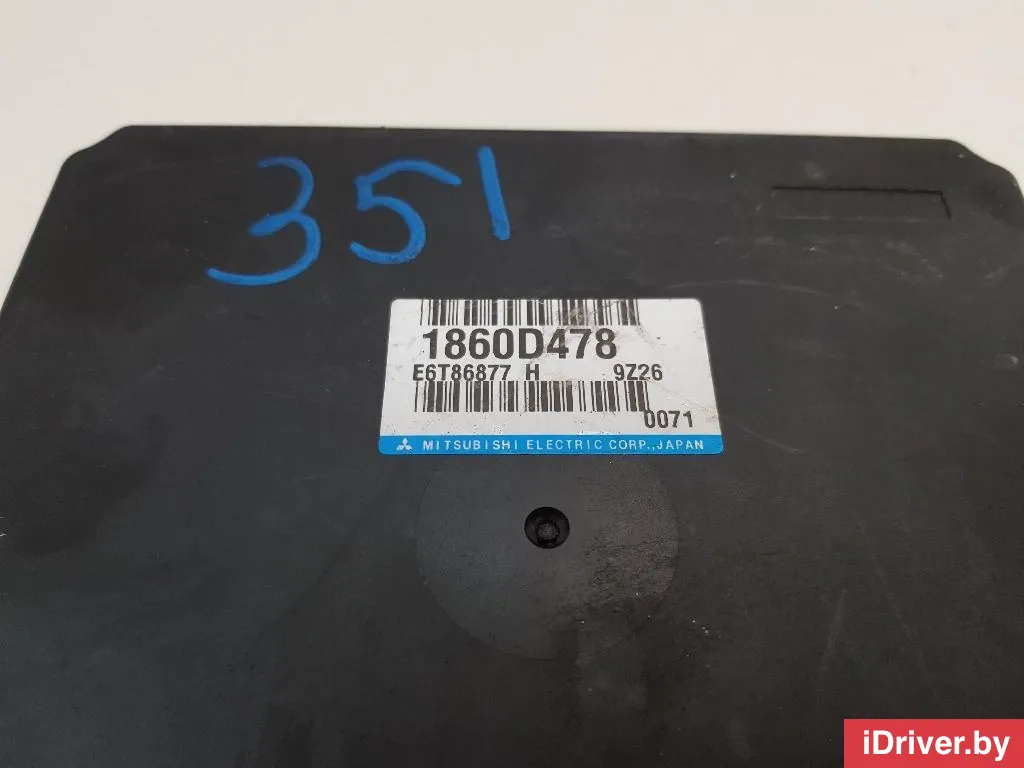 351
1860D478
E6T86877 H 9Z26
0071
MITSUBISHI ELECTRIC CORP.,JAPAN
iDriver.by